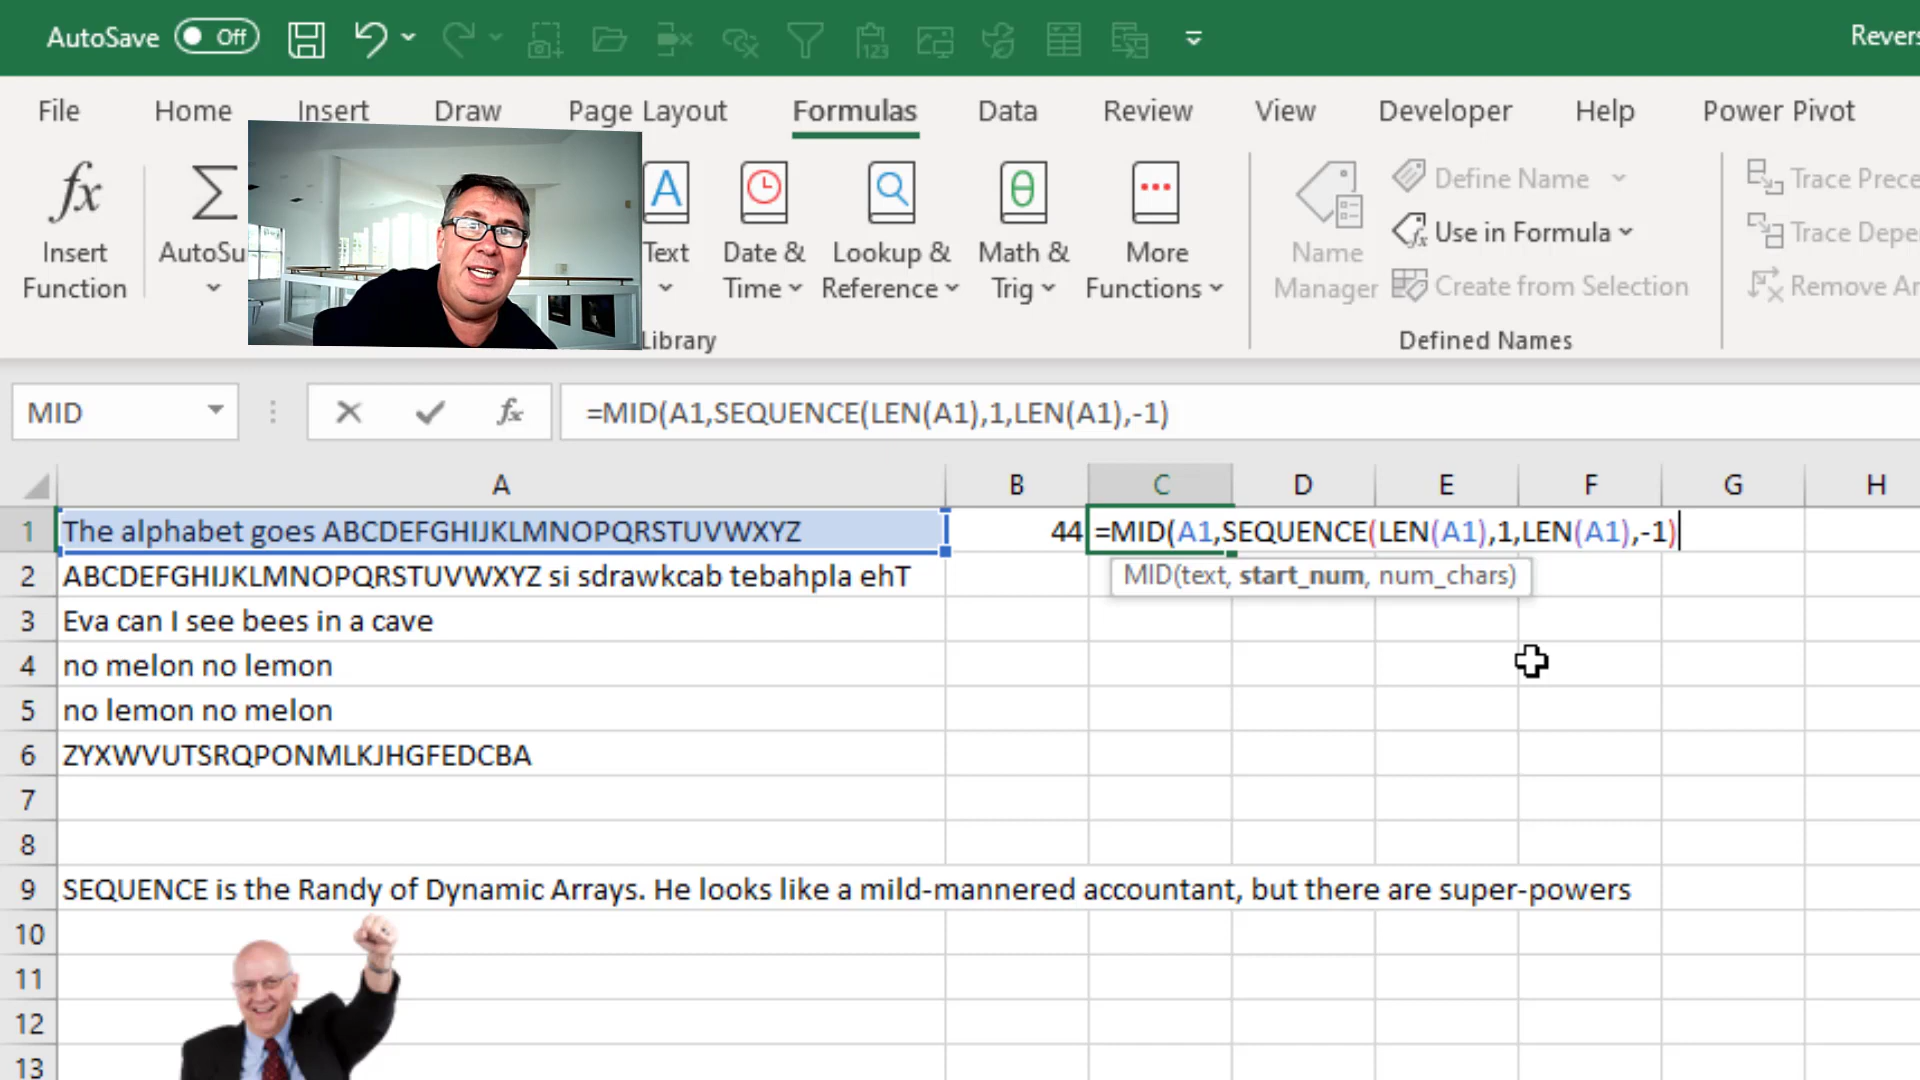 AutoSave Off
123
Revers
File Home Insert Draw Page Layout Formulas Data Review View Developer Help Power Pivot
fx Insert Function
AutoSu
Text
Date & Time
Lookup & Reference
Math & Trig
More Functions
Library
Name Manager
Define Name
Use in Formula
Create from Selection
Defined Names
Trace Prece
Trace Depe
Remove Ar
MID fx =MID(A1,SEQUENCE(LEN(A1),1,LEN(A1),-1)
A B C D E F G H
1 The alphabet goes ABCDEFGHIJKLMNOPQRSTUVWXYZ 44 =MID(A1,SEQUENCE(LEN(A1),1,LEN(A1),-1)
MID(text, start_num, num_chars)
2 ABCDEFGHIJKLMNOPQRSTUVWXYZ si sdrawkcab tebahpla ehT
3 Eva can I see bees in a cave
4 no melon no lemon
5 no lemon no melon
6 ZYXWVUTSRQPONMLKJHGFEDCBA
7
8
9 SEQUENCE is the Randy of Dynamic Arrays. He looks like a mild-mannered accountant, but there are super-powers
10
11
12
13